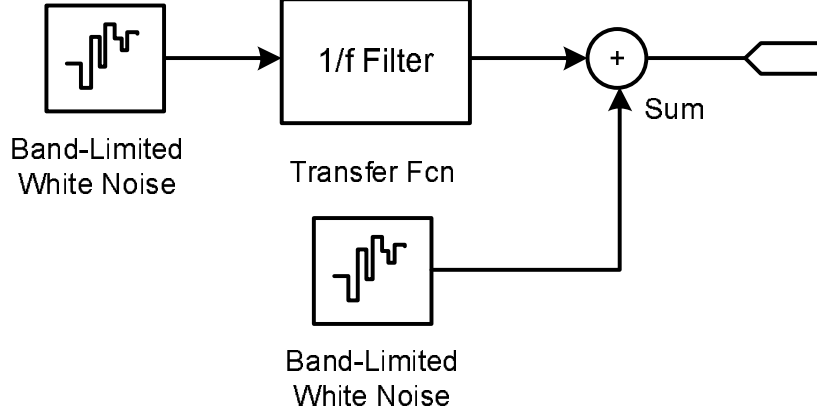 1/f Filter
+
Sum
Band-Limited
White Noise
Transfer Fcn
Band-Limited
White Noise